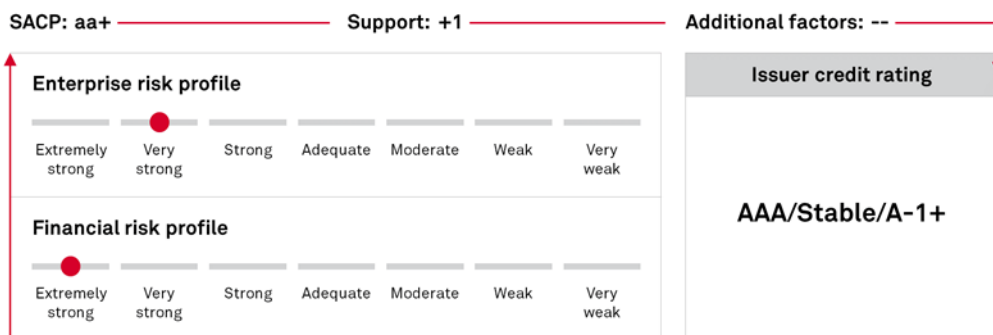 SACP: aa+ Support: +1 Additional factors: --
Enterprise risk profile
Extremely strong Very strong Strong Adequate Moderate Weak Very weak
Financial risk profile
Extremely strong Very strong Strong Adequate Moderate Weak Very weak
Issuer credit rating
AAA/Stable/A-1+